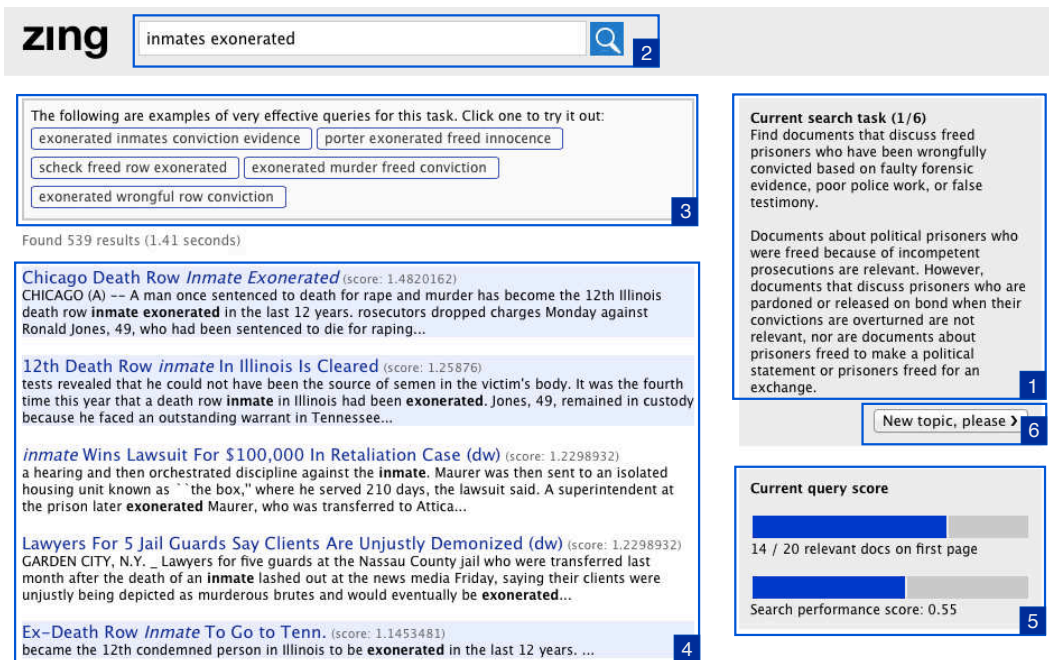 zıng
inmates exonerated
2
The following are examples of very effective queries for this task. Click one to try it out:
exonerated inmates conviction evidence porter exonerated freed innocence
scheck freed row exonerated exonerated murder freed conviction
exonerated wrongful row conviction
3
Found 539 results (1.41 seconds)
Chicago Death Row Inmate Exonerated (score: 1.4820162)
CHICAGO (A) -- A man once sentenced to death for rape and murder has become the 12th Illinois
death row inmate exonerated in the last 12 years. rosecutors dropped charges Monday against
Ronald Jones, 49, who had been sentenced to die for raping...
12th Death Row inmate In Illinois Is Cleared (score: 1.25876)
tests revealed that he could not have been the source of semen in the victim's body. It was the fourth
time this year that a death row inmate in Illinois had been exonerated. Jones, 49, remained in custody
because he faced an outstanding warrant in Tennessee...
inmate Wins Lawsuit For $100,000 In Retaliation Case (dw) (score: 1.2298932)
a hearing and then orchestrated discipline against the inmate. Maurer was then sent to an isolated
housing unit known as ``the box,'' where he served 210 days, the lawsuit said. A superintendent at
the prison later exonerated Maurer, who was transferred to Attica...
Lawyers For 5 Jail Guards Say Clients Are Unjustly Demonized (dw) (score: 1.2298932)
GARDEN CITY, N.Y. _ Lawyers for five guards at the Nassau County jail who were transferred last
month after the death of an inmate lashed out at the news media Friday, saying their clients were
unjustly being depicted as murderous brutes and would eventually be exonerated...
Ex-Death Row Inmate To Go to Tenn. (score: 1.1453481)
became the 12th condemned person in Illinois to be exonerated in the last 12 years. ...
4
Current search task (1/6)
Find documents that discuss freed
prisoners who have been wrongfully
convicted based on faulty forensic
evidence, poor police work, or false
testimony.
Documents about political prisoners who
were freed because of incompetent
prosecutions are relevant. However,
documents that discuss prisoners who are
pardoned or released on bond when their
convictions are overturned are not
relevant, nor are documents about
prisoners freed to make a political
statement or prisoners freed for an
exchange.
1
New topic, please ❯
6
Current query score
14 / 20 relevant docs on first page
Search performance score: 0.55
5